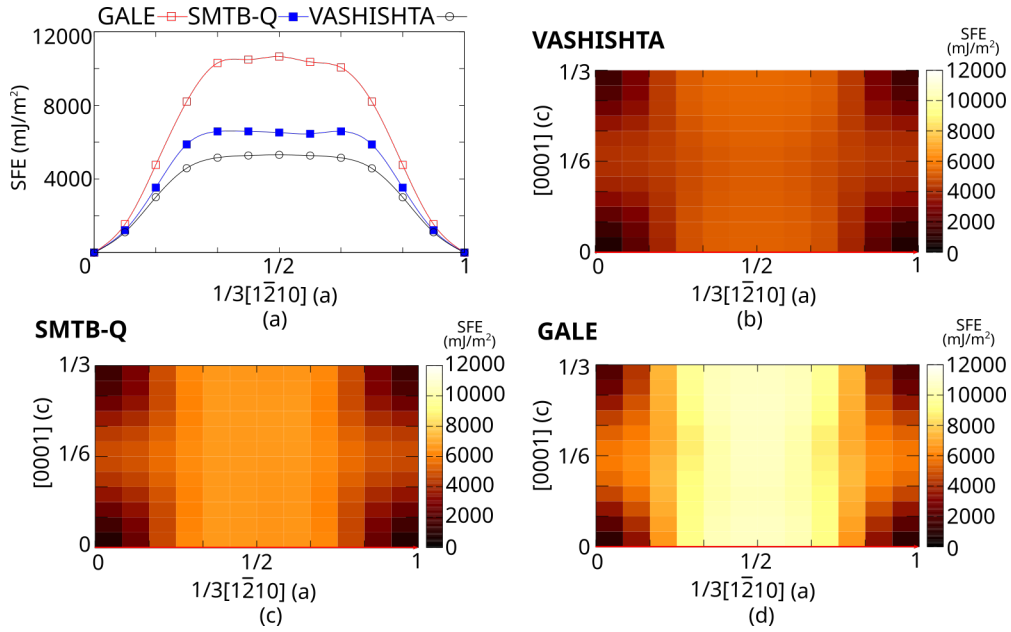 GALE SMTB-Q VASHISHTA
12000
8000
4000
SFE (mJ/m²)
0 1/2 1
1/3[12̅10] (a)
(a)
VASHISHTA
SFE
(mJ/m²)
1/3
1/6
0
[0001] (c)
0 1/2 1
1/3[12̅10] (a)
(b)
12000
10000
8000
6000
4000
2000
0
SMTB-Q
SFE
(mJ/m²)
1/3
1/6
0
[0001] (c)
0 1/2 1
1/3[12̅10] (a)
(c)
12000
10000
8000
6000
4000
2000
0
GALE
SFE
(mJ/m²)
1/3
1/6
0
[0001] (c)
0 1/2 1
1/3[12̅10] (a)
(d)
12000
10000
8000
6000
4000
2000
0